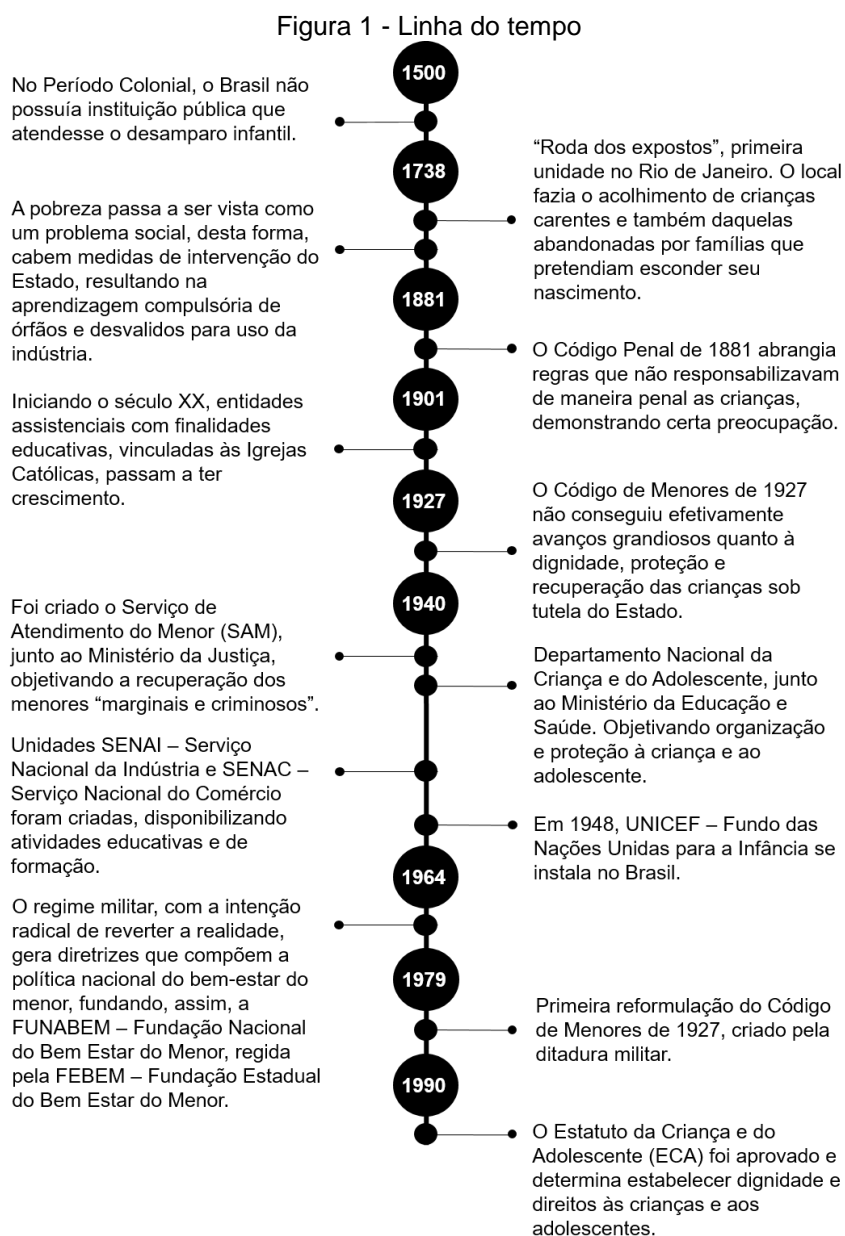 Figura 1 - Linha do tempo
1500
No Período Colonial, o Brasil não
possuía instituição pública que
atendesse o desamparo infantil.
1738
“Roda dos expostos”, primeira
unidade no Rio de Janeiro. O local
fazia o acolhimento de crianças
carentes e também daquelas
abandonadas por famílias que
pretendiam esconder seu
nascimento.
A pobreza passa a ser vista como
um problema social, desta forma,
cabem medidas de intervenção do
Estado, resultando na
aprendizagem compulsória de
órfãos e desvalidos para uso da
indústria.
1881
O Código Penal de 1881 abrangia
regras que não responsabilizavam
de maneira penal as crianças,
demonstrando certa preocupação.
1901
Iniciando o século XX, entidades
assistenciais com finalidades
educativas, vinculadas às Igrejas
Católicas, passam a ter
crescimento.
1927
O Código de Menores de 1927
não conseguiu efetivamente
avanços grandiosos quanto à
dignidade, proteção e
recuperação das crianças sob
tutela do Estado.
1940
Foi criado o Serviço de
Atendimento do Menor (SAM),
junto ao Ministério da Justiça,
objetivando a recuperação dos
menores “marginais e criminosos”.
Departamento Nacional da
Criança e do Adolescente, junto
ao Ministério da Educação e
Saúde. Objetivando organização
e proteção à criança e ao
adolescente.
Unidades SENAI – Serviço
Nacional da Indústria e SENAC –
Serviço Nacional do Comércio
foram criadas, disponibilizando
atividades educativas e de
formação.
Em 1948, UNICEF – Fundo das
Nações Unidas para a Infância se
instala no Brasil.
1964
O regime militar, com a intenção
radical de reverter a realidade,
gera diretrizes que compõem a
política nacional do bem-estar do
menor, fundando, assim, a
FUNABEM – Fundação Nacional
do Bem Estar do Menor, regida
pela FEBEM – Fundação Estadual
do Bem Estar do Menor.
1979
Primeira reformulação do Código
de Menores de 1927, criado pela
ditadura militar.
1990
O Estatuto da Criança e do
Adolescente (ECA) foi aprovado e
determina estabelecer dignidade e
direitos às crianças e aos
adolescentes.